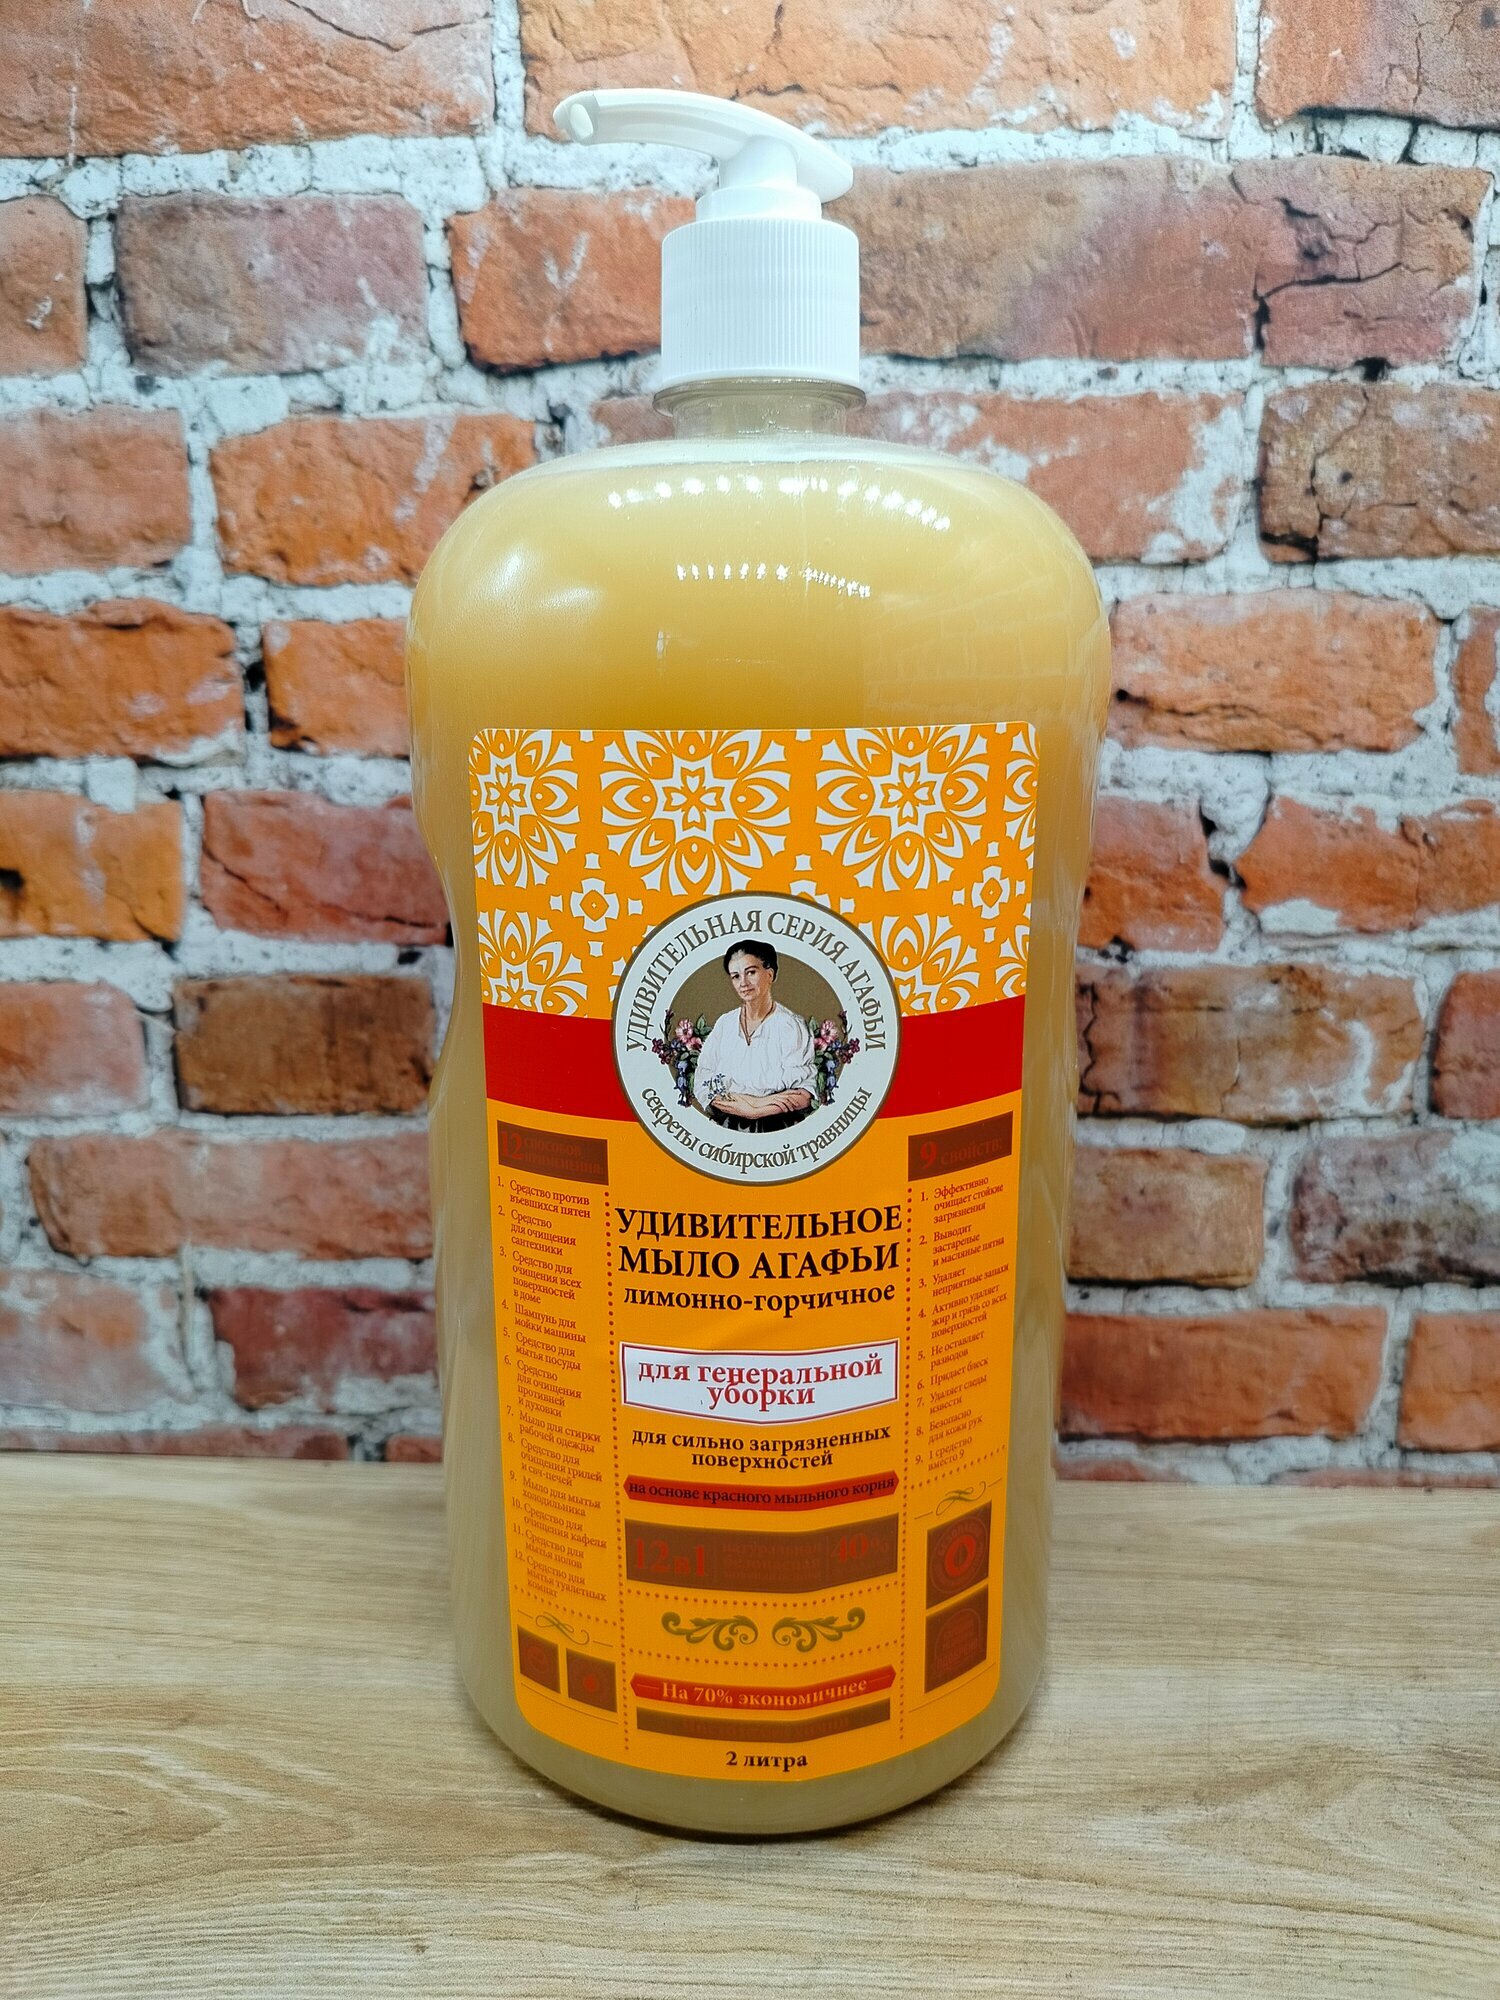 УДИВИТЕЛЬНАЯ СЕРИЯ АГАФЬИ
секреты сибирской травницы
12 СПОСОБОВ
ПРИМЕНЕНИЯ:
1. Средство против
въевшихся пятен
2. Средство
для очищения
сантехники
3. Средство для
очищения всех
поверхностей
в доме
4. Шампунь для
мойки машины
5. Средство для
мытья посуды
6. Средство
для очищения
противней
и духовки
7. Мыло для стирки
рабочей одежды
8. Средство для
очищения грилей
и свч-печей
9. Мыло для мытья
холодильника
10. Средство для
очищения кафеля
11. Средство для
мытья полов
12. Средство для
мытья туалетных
комнат
УДИВИТЕЛЬНОЕ
МЫЛО АГАФЬИ
ЛИМОННО-ГОРЧИЧНОЕ
для генеральной
уборки
для сильно загрязненных
поверхностей
на основе красного мыльного корня
12 в 1
40%
На 70% экономичнее
2 литра
9 СВОЙСТВ:
1. Эффективно
очищает стойкие
загрязнения
2. Выводит
застарелые
и масляные пятна
3. Удаляет
неприятные запахи
4. Активно удаляет
жир и грязь со всех
поверхностей
5. Не оставляет
разводов
6. Придает блеск
7. Удаляет следы
извести
8. Безопасно
для кожи рук
9. 1 средство
вместо 9